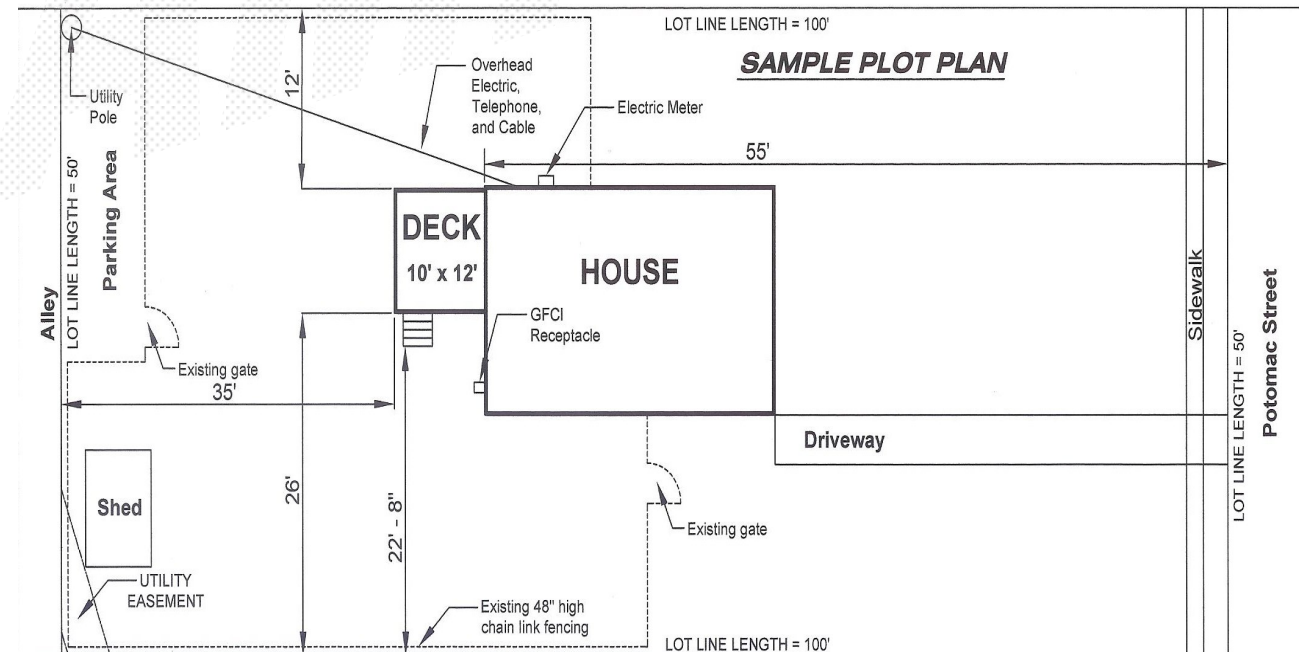 LOT LINE LENGTH = 100'
SAMPLE PLOT PLAN
Utility
Pole
12'
Overhead
Electric,
Telephone,
and Cable
Electric Meter
55'
Alley
LOT LINE LENGTH = 50'
Parking Area
DECK
10' x 12'
HOUSE
GFCI
Receptacle
Sidewalk
LOT LINE LENGTH = 50'
Potomac Street
Existing gate
35'
Driveway
Shed
26'
22' - 8"
Existing gate
UTILITY
EASEMENT
Existing 48" high
chain link fencing
LOT LINE LENGTH = 100'